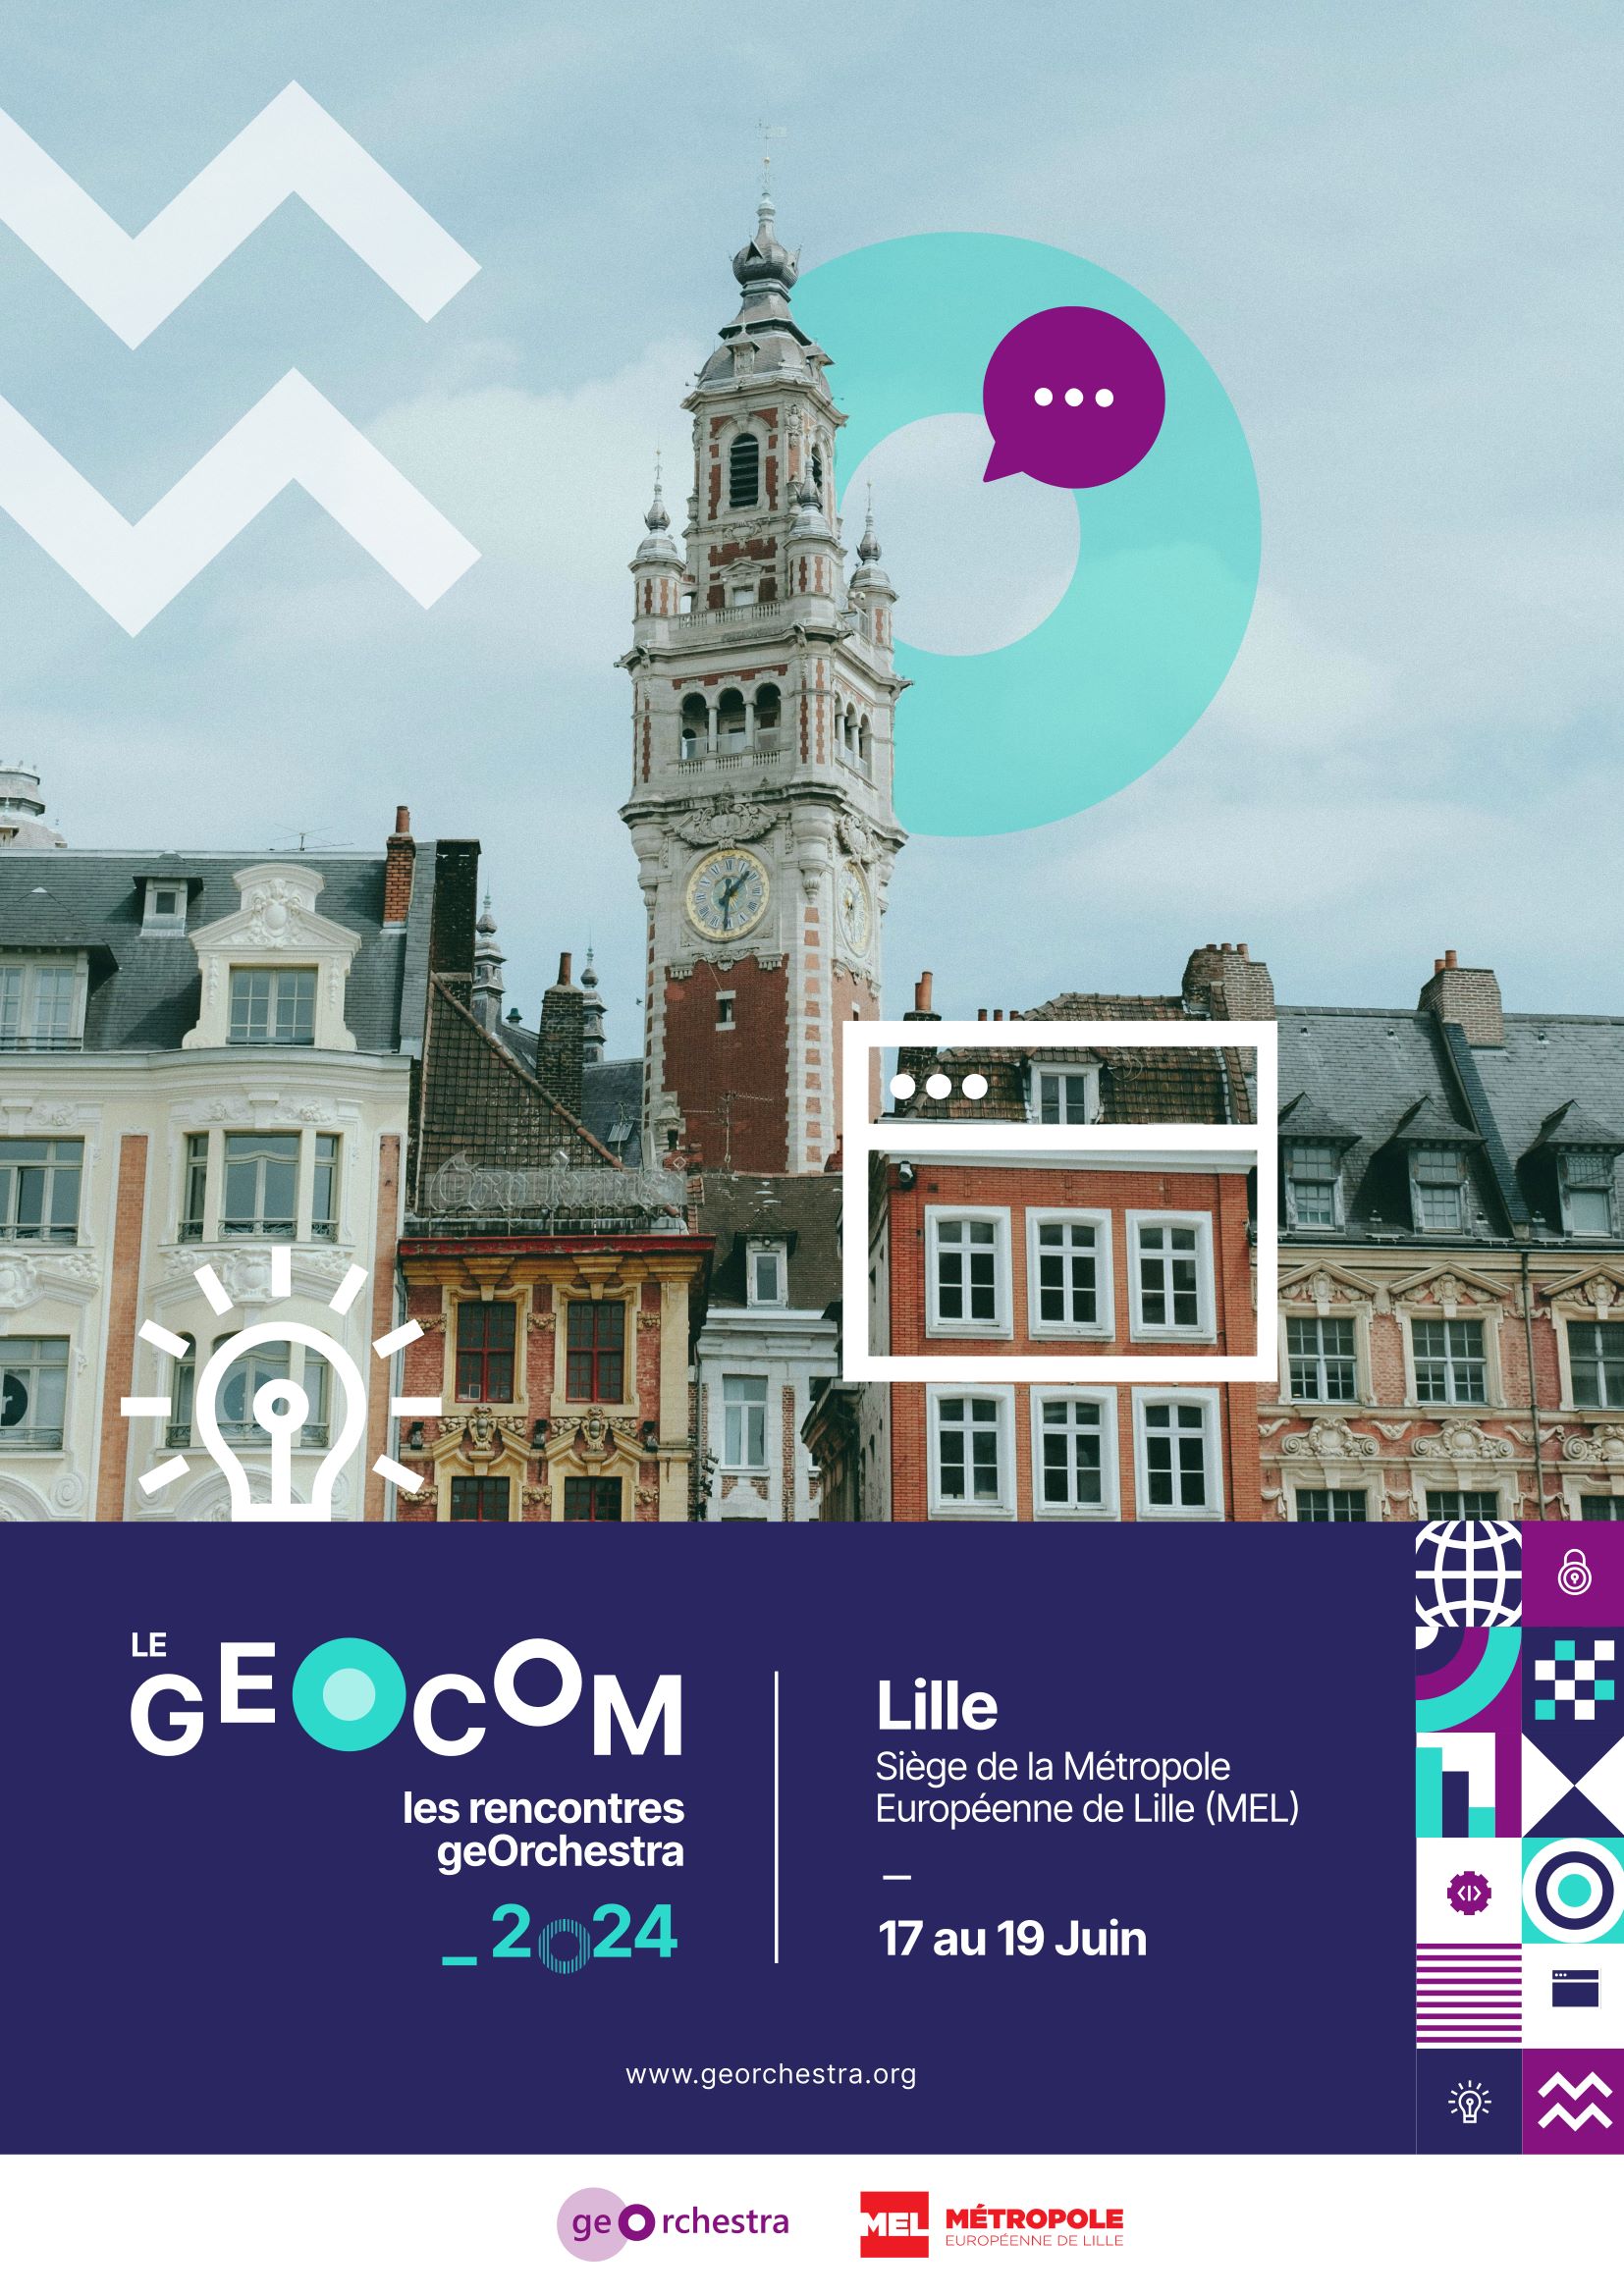 LE
GEOCOM
les rencontres
geOrchestra
_2024
Lille
Siège de la Métropole
Européenne de Lille (MEL)
_
17 au 19 Juin
www.georchestra.org
geOrchestra
MEL MÉTROPOLE
EUROPÉENNE DE LILLE